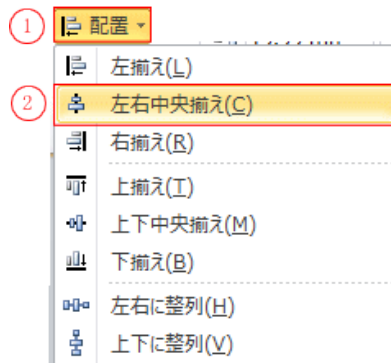 ① 配置
左揃え(L)
② 左右中央揃え(C)
右揃え(R)
上揃え(T)
上下中央揃え(M)
下揃え(B)
左右に整列(H)
上下に整列(V)